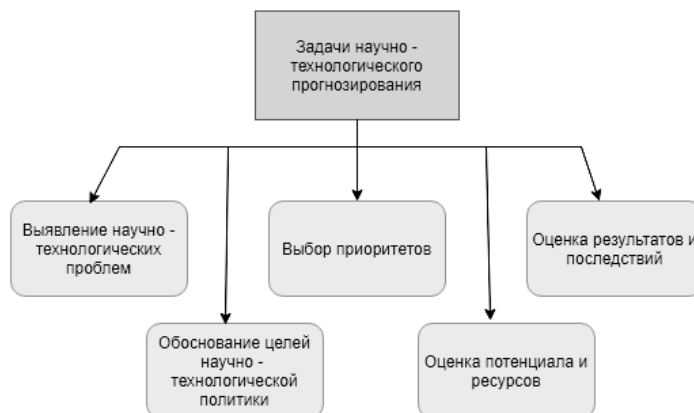 Задачи научно -
технологического
прогнозирования
Выявление научно -
технологических
проблем
Выбор приоритетов
Оценка результатов и
последствий
Обоснование целей
научно -
технологической
политики
Оценка потенциала и
ресурсов